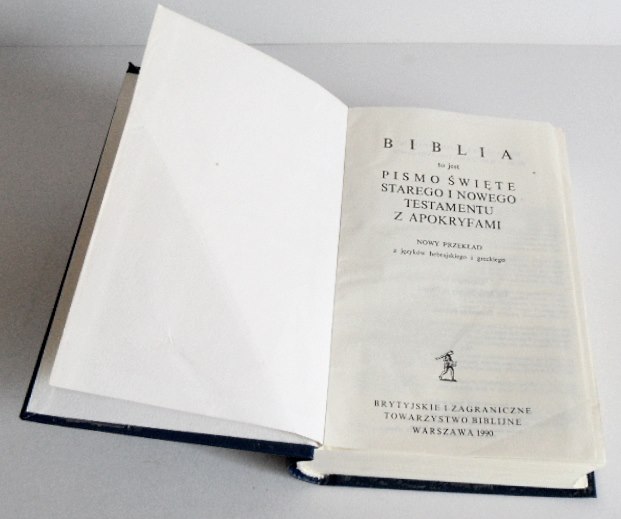 BIBLIA
to jest
PISMO ŚWIĘTE
STAREGO I NOWEGO
TESTAMENTU
Z APOKRYFAMI
NOWY PRZEKŁAD
z języków hebrajskiego i greckiego
BRYTYJSKIE I ZAGRANICZNE
TOWARZYSTWO BIBLIJNE
WARSZAWA 1990